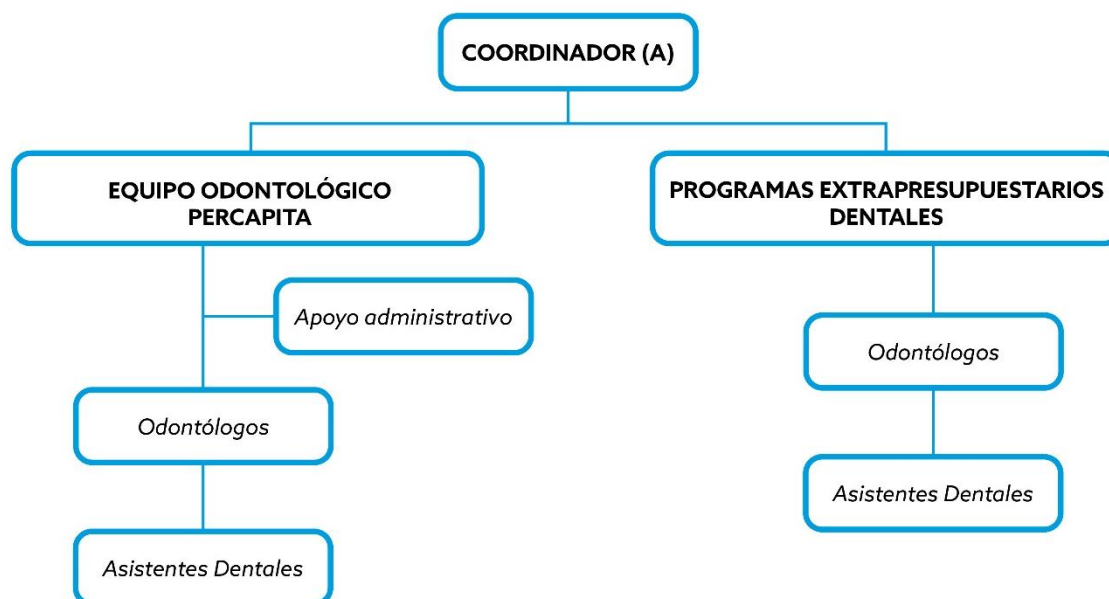 COORDINADOR (A)
EQUIPO ODONTOLÓGICO
PERCAPITA
Apoyo administrativo
Odontólogos
Asistentes Dentales
PROGRAMAS EXTRAPRESUPUESTARIOS
DENTALES
Odontólogos
Asistentes Dentales